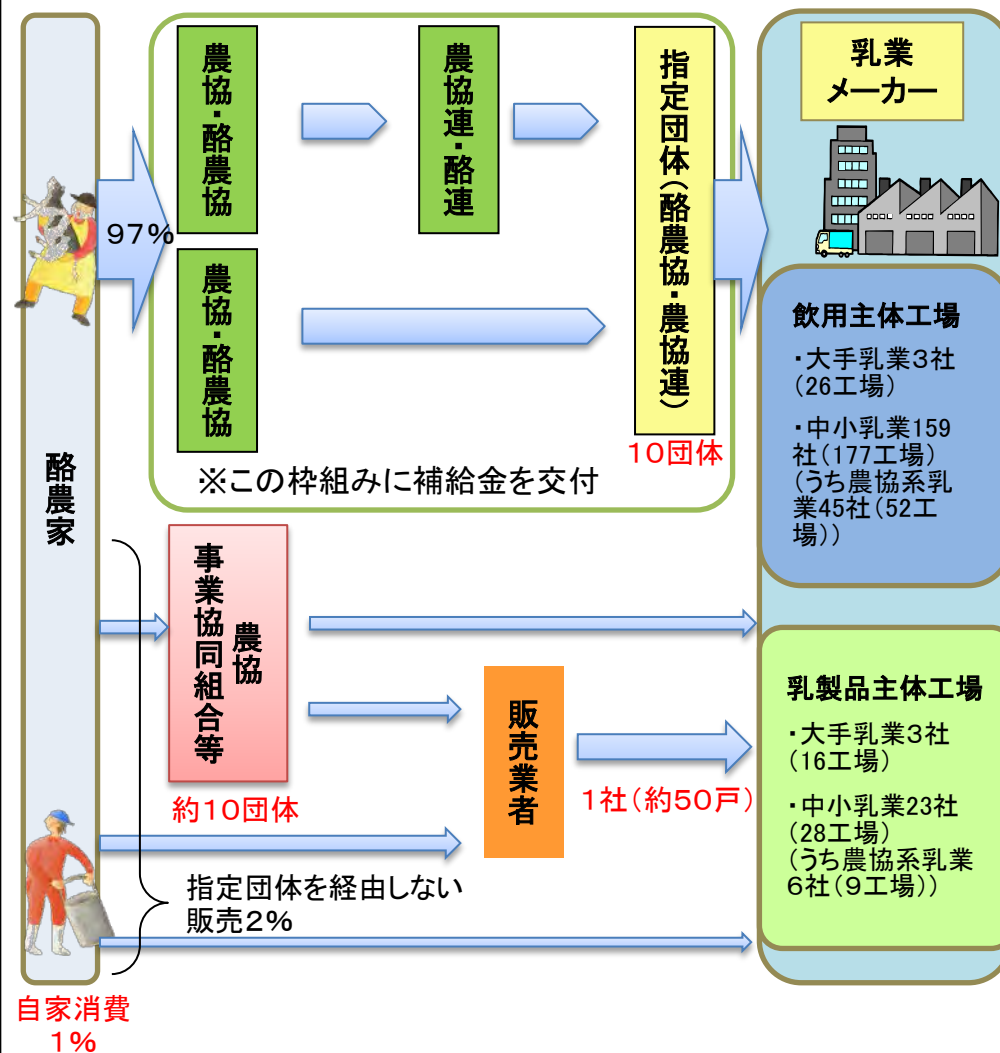 酪農家
97%
農協・酪農協
農協連・酪連
農協・酪農協
指定団体(酪農協・農協連)
10団体
※この枠組みに補給金を交付
事業協同組合等
農協
約10団体
販売業者
1社(約50戸)
指定団体を経由しない
販売2%
自家消費
1%
乳業
メーカー
飲用主体工場
・大手乳業3社
(26工場)
・中小乳業159
社(177工場)
(うち農協系乳
業45社(52工
場))
乳製品主体工場
・大手乳業3社
(16工場)
・中小乳業23社
(28工場)
(うち農協系乳業
6社(9工場))